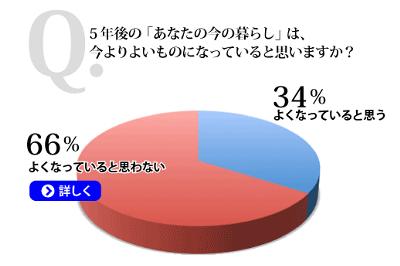 Q.
5年後の「あなたの今の暮らし」は、
今よりよいものになっていると思いますか？
34%
よくなっていると思う
66%
よくなっていると思わない
詳しく